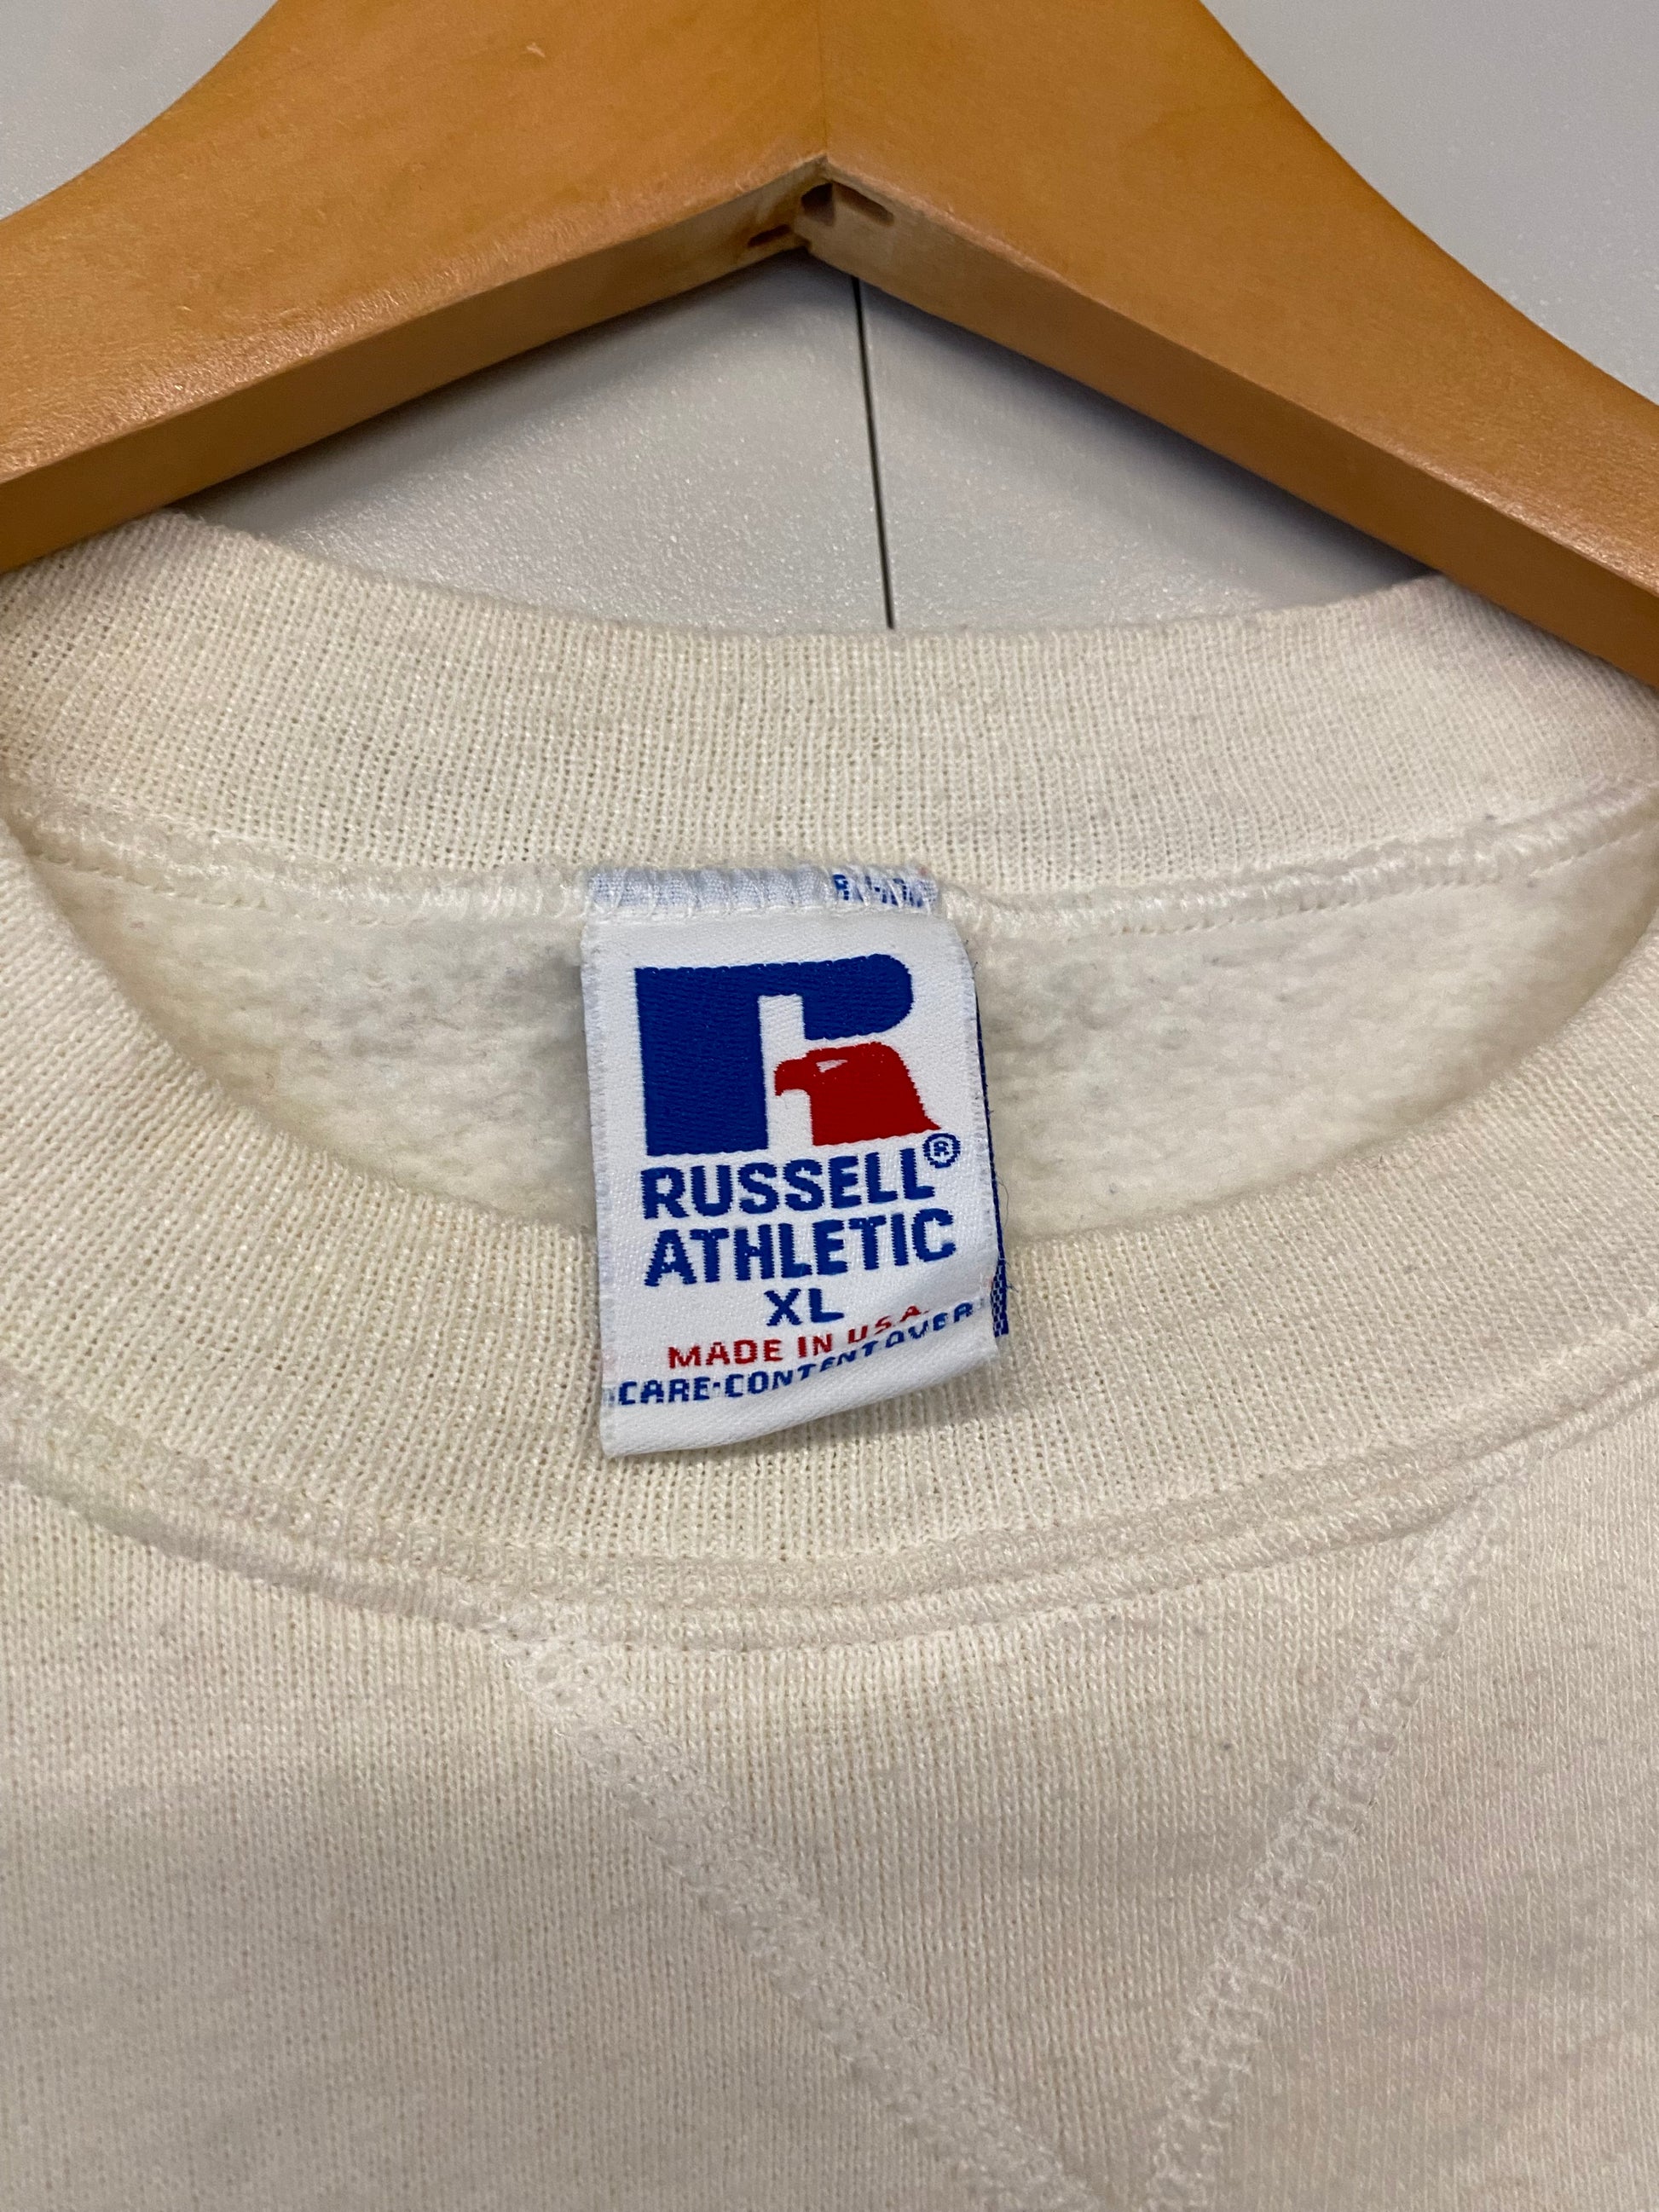 RUSSELL®
ATHLETIC
XL
MADE IN U.S.A.
CARE·CONTENT OVER